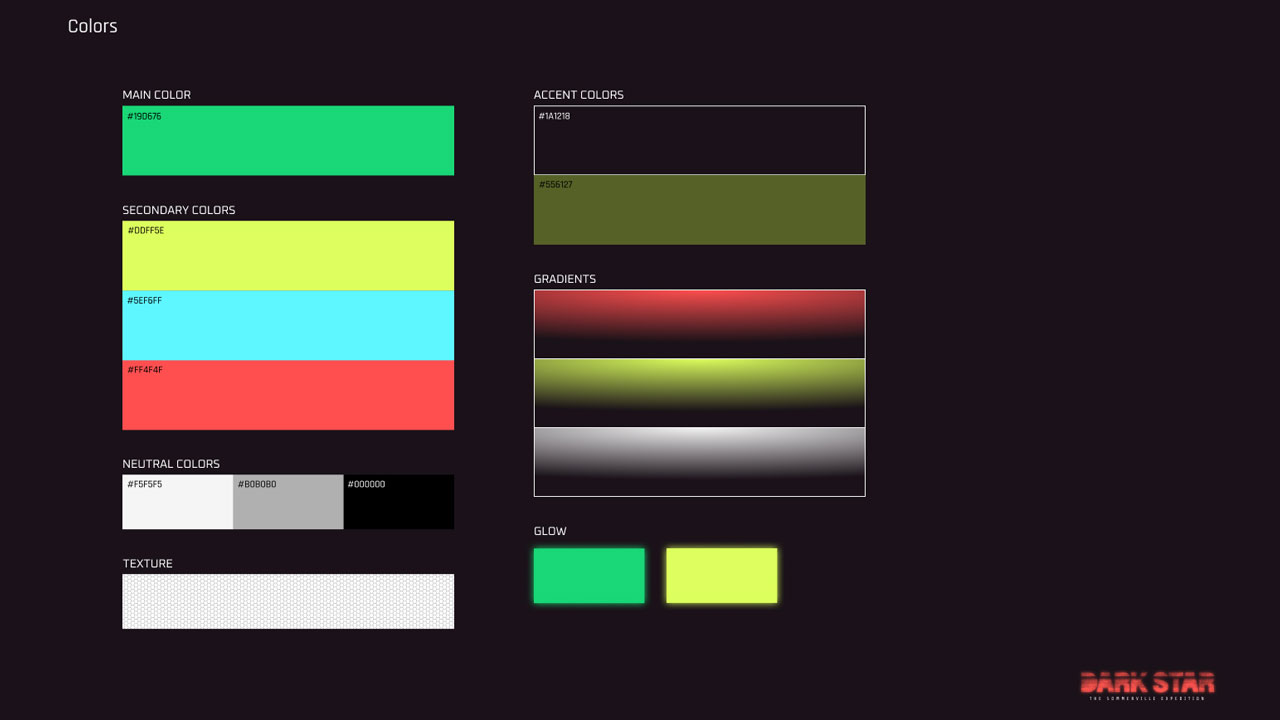 Colors
MAIN COLOR
#19D676
SECONDARY COLORS
#DDFF5E
#5EF6FF
#FF4F4F
NEUTRAL COLORS
#F5F5F5
#B0B0B0
#000000
TEXTURE
ACCENT COLORS
#1A1218
#556127
GRADIENTS
GLOW
DARK STAR
THE SOMMERVILLE EXPEDITION